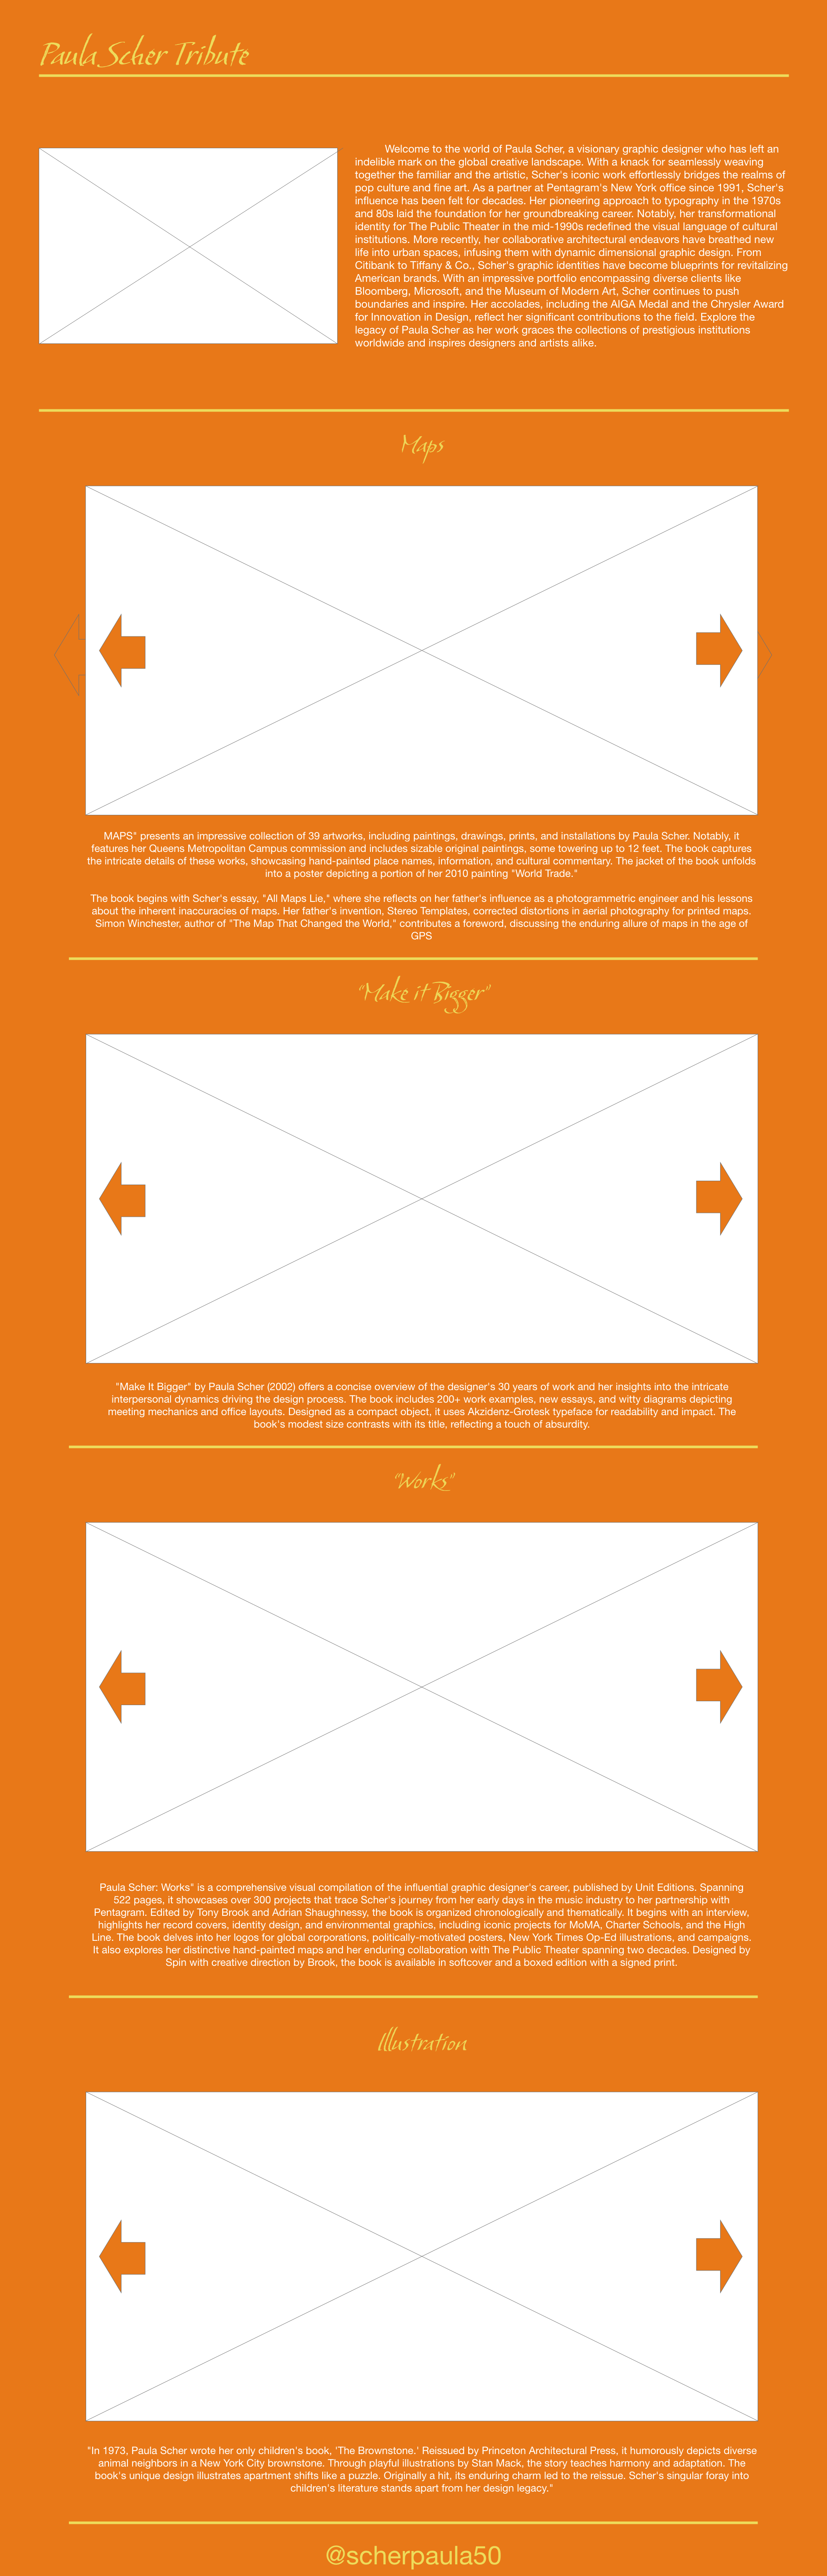 Paula Scher Tribute
Welcome to the world of Paula Scher, a visionary graphic designer who has left an
indelible mark on the global creative landscape. With a knack for seamlessly weaving
together the familiar and the artistic, Scher's iconic work effortlessly bridges the realms of
pop culture and fine art. As a partner at Pentagram's New York office since 1991, Scher's
influence has been felt for decades. Her pioneering approach to typography in the 1970s
and 80s laid the foundation for her groundbreaking career. Notably, her transformational
identity for The Public Theater in the mid-1990s redefined the visual language of cultural
institutions. More recently, her collaborative architectural endeavors have breathed new
life into urban spaces, infusing them with dynamic dimensional graphic design. From
Citibank to Tiffany & Co., Scher's graphic identities have become blueprints for revitalizing
American brands. With an impressive portfolio encompassing diverse clients like
Bloomberg, Microsoft, and the Museum of Modern Art, Scher continues to push
boundaries and inspire. Her accolades, including the AIGA Medal and the Chrysler Award
for Innovation in Design, reflect her significant contributions to the field. Explore the
legacy of Paula Scher as her work graces the collections of prestigious institutions
worldwide and inspires designers and artists alike.
Maps
MAPS" presents an impressive collection of 39 artworks, including paintings, drawings, prints, and installations by Paula Scher. Notably, it
features her Queens Metropolitan Campus commission and includes sizable original paintings, some towering up to 12 feet. The book captures
the intricate details of these works, showcasing hand-painted place names, information, and cultural commentary. The jacket of the book unfolds
into a poster depicting a portion of her 2010 painting "World Trade."
The book begins with Scher's essay, "All Maps Lie," where she reflects on her father's influence as a photogrammetric engineer and his lessons
about the inherent inaccuracies of maps. Her father's invention, Stereo Templates, corrected distortions in aerial photography for printed maps.
Simon Winchester, author of "The Map That Changed the World," contributes a foreword, discussing the enduring allure of maps in the age of
GPS
"Make it Bigger"
"Make It Bigger" by Paula Scher (2002) offers a concise overview of the designer's 30 years of work and her insights into the intricate
interpersonal dynamics driving the design process. The book includes 200+ work examples, new essays, and witty diagrams depicting
meeting mechanics and office layouts. Designed as a compact object, it uses Akzidenz-Grotesk typeface for readability and impact. The
book's modest size contrasts with its title, reflecting a touch of absurdity.
"Works"
Paula Scher: Works" is a comprehensive visual compilation of the influential graphic designer's career, published by Unit Editions. Spanning
522 pages, it showcases over 300 projects that trace Scher's journey from her early days in the music industry to her partnership with
Pentagram. Edited by Tony Brook and Adrian Shaughnessy, the book is organized chronologically and thematically. It begins with an interview,
highlights her record covers, identity design, and environmental graphics, including iconic projects for MoMA, Charter Schools, and the High
Line. The book delves into her logos for global corporations, politically-motivated posters, New York Times Op-Ed illustrations, and campaigns.
It also explores her distinctive hand-painted maps and her enduring collaboration with The Public Theater spanning two decades. Designed by
Spin with creative direction by Brook, the book is available in softcover and a boxed edition with a signed print.
Illustration
"In 1973, Paula Scher wrote her only children's book, 'The Brownstone.' Reissued by Princeton Architectural Press, it humorously depicts diverse
animal neighbors in a New York City brownstone. Through playful illustrations by Stan Mack, the story teaches harmony and adaptation. The
book's unique design illustrates apartment shifts like a puzzle. Originally a hit, its enduring charm led to the reissue. Scher's singular foray into
children's literature stands apart from her design legacy."
@scherpaula50